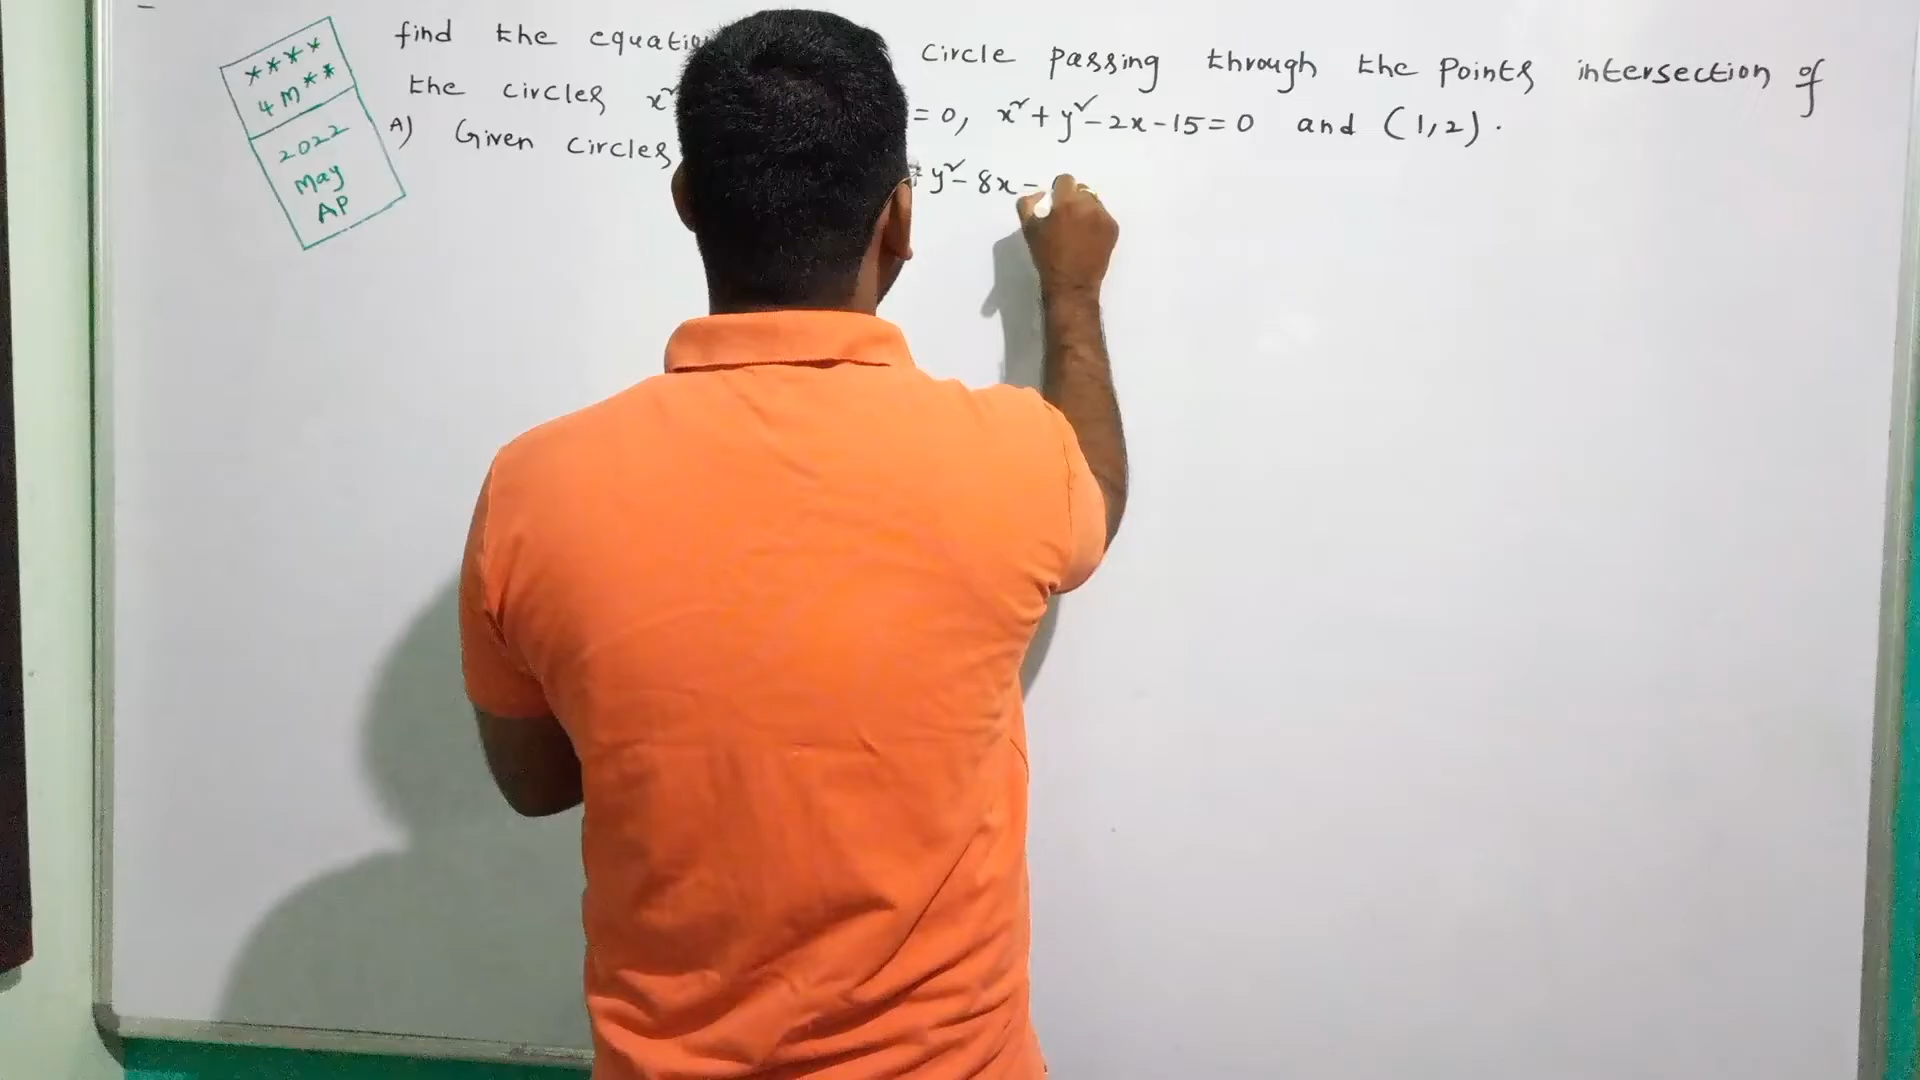 find the equatio circle passing through the points intersection of
the circles x² = 0, x² + y² - 2x - 15 = 0 and (1,2).
A) Given circles
+ y² - 8x -
****
4M**
2022
May
AP